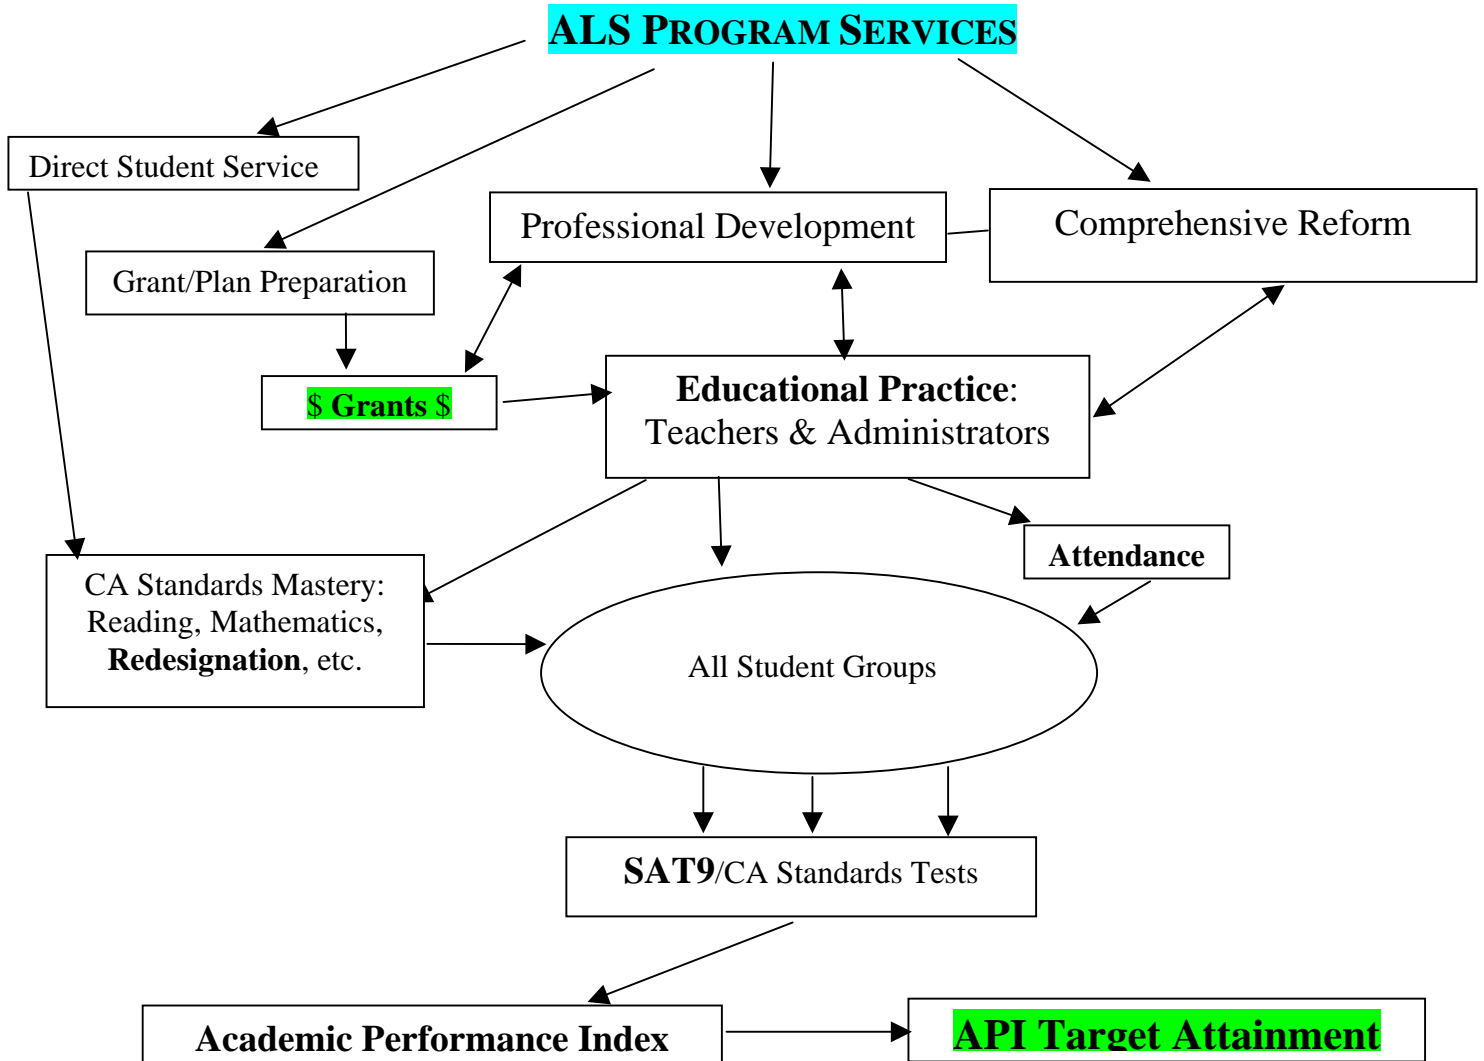 ALS PROGRAM SERVICES
Direct Student Service
Professional Development
Comprehensive Reform
Grant/Plan Preparation
$ Grants $
Educational Practice:
Teachers & Administrators
Attendance
CA Standards Mastery:
Reading, Mathematics,
Redesignation, etc.
All Student Groups
SAT9/CA Standards Tests
Academic Performance Index
API Target Attainment